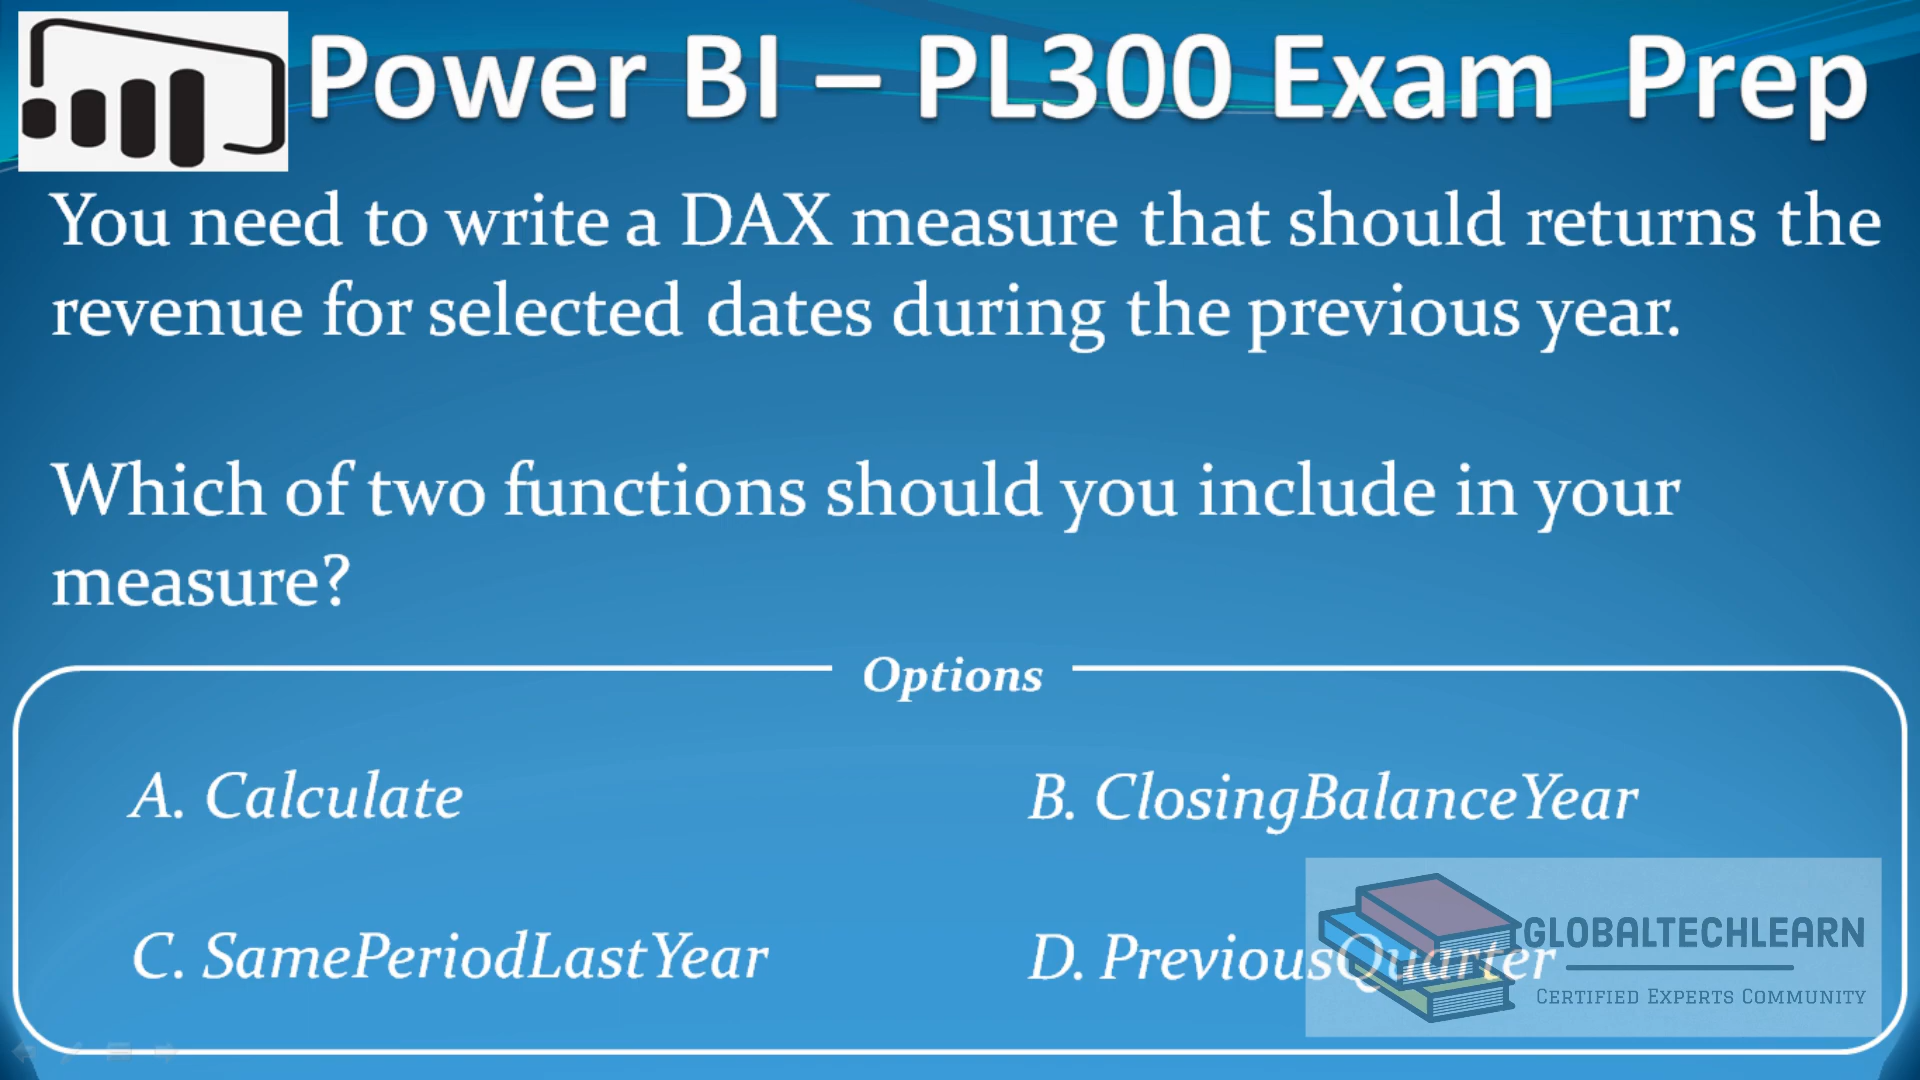 Power BI – PL300 Exam Prep
You need to write a DAX measure that should returns the
revenue for selected dates during the previous year.
Which of two functions should you include in your
measure?
Options
A. Calculate
B. ClosingBalanceYear
C. SamePeriodLastYear
D. PreviousQuarter
GLOBALTECHLEARN
CERTIFIED EXPERTS COMMUNITY